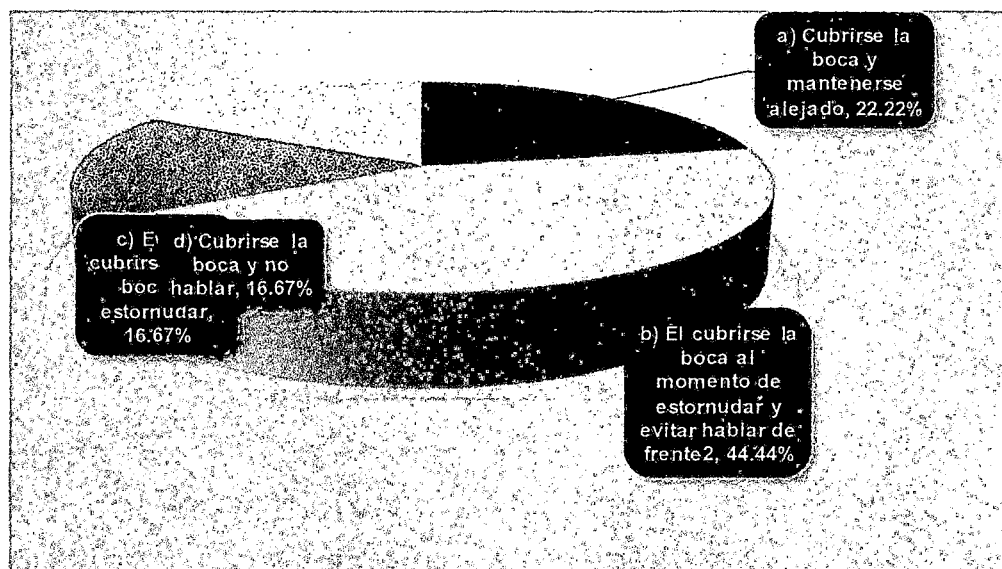 a) Cubrirse la
boca y
mantenerse
alejado, 22.22%
c) E
cubrirs
boc
estornudar,
16.67%
d) Cubrirse la
boca y no
hablar, 16.67%
b) El cubrirse la
boca al
momento de
estornudar y
evitar hablar de
frente2, 44.44%